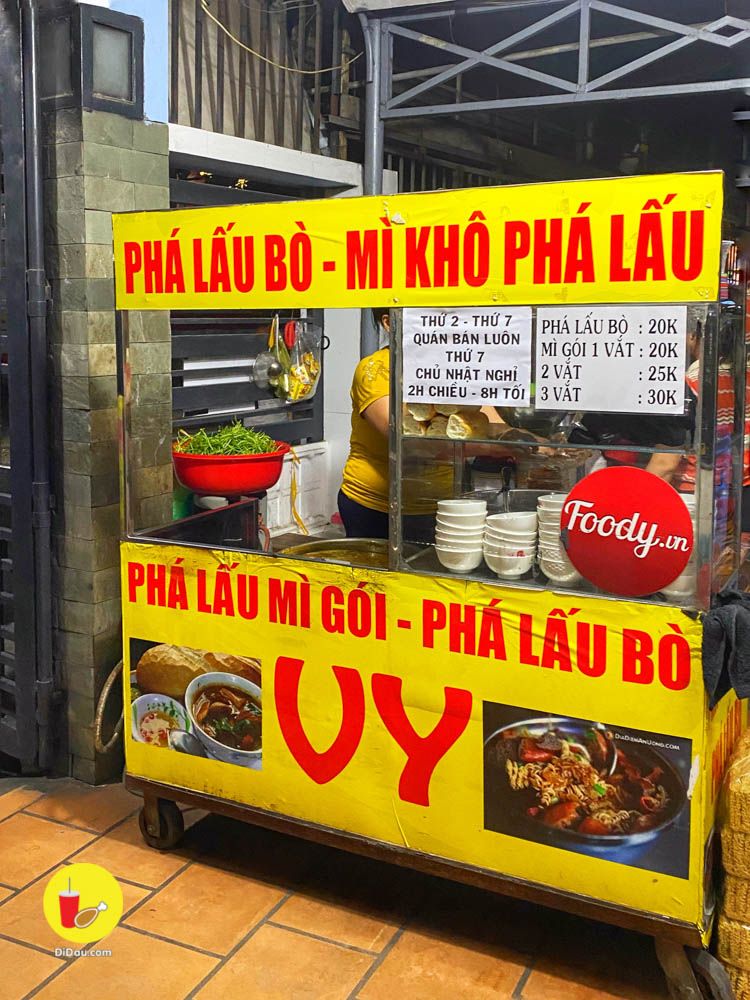 PHÁ LẤU BÒ - MÌ KHÔ PHÁ LẤU
THỨ 2 - THỨ 7
QUÁN BÁN LUÔN
THỨ 7
CHỦ NHẬT NGHỈ
2H CHIỀU - 8H TỐI
PHÁ LẤU BÒ : 20K
MÌ GÓI 1 VẮT : 20K
2 VẮT : 25K
3 VẮT : 30K
Foody.vn
PHÁ LẤU MÌ GÓI - PHÁ LẤU BÒ
VY
DiaDiemAnUong.com
DiDau.com